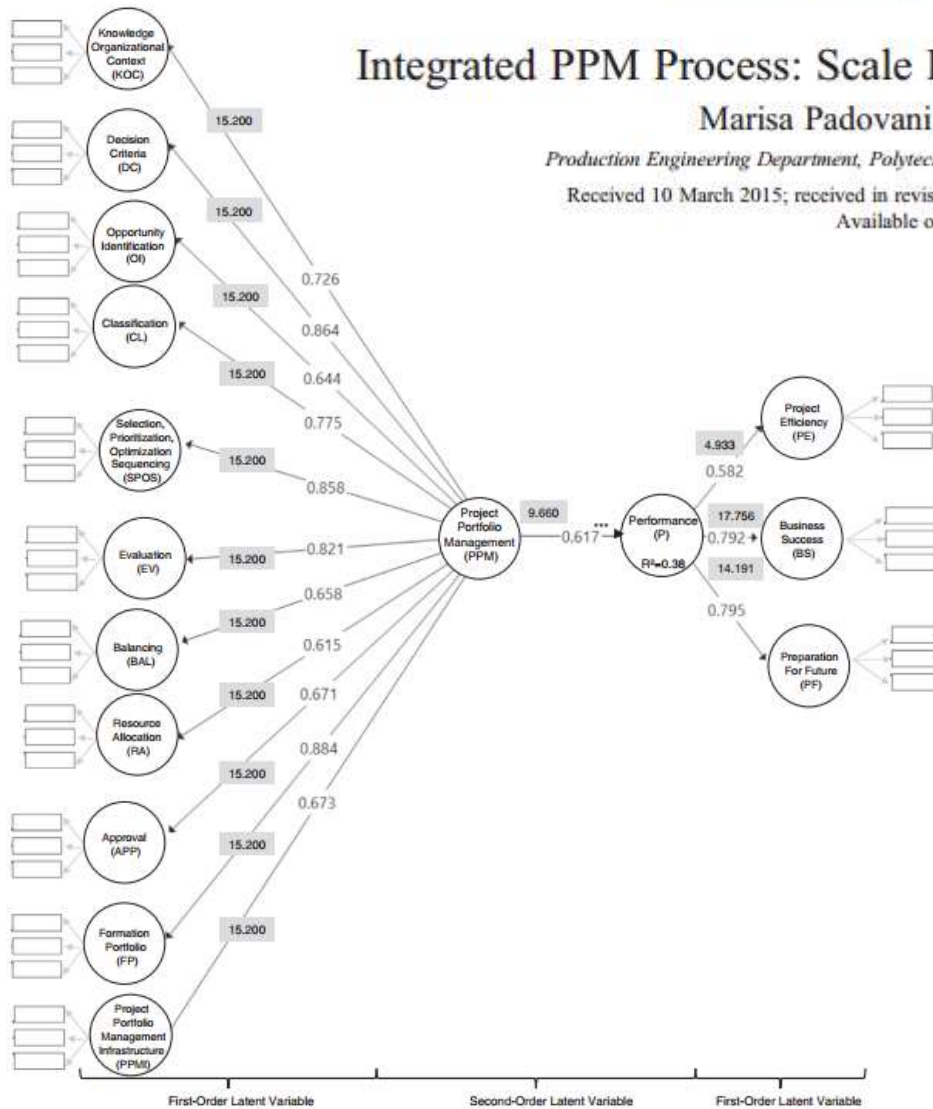 Integrated PPM Process: Scale
Marisa Padovani
Production Engineering Department,
Received 10 March 2015; received in
Available
Knowledge
Organizational
Context
(KOC)
15.200
0.726
Decision
Criteria
(DC)
15.200
0.864
Opportunity
Identification
(OI)
15.200
0.644
Classification
(CL)
15.200
0.775
Selection,
Prioritization,
Optimization
Sequencing
(SPOS)
15.200
0.858
Evaluation
(EV)
15.200
0.821
Balancing
(BAL)
15.200
0.658
Resource
Allocation
(RA)
15.200
0.615
Approval
(APP)
15.200
0.671
Formation
Portfolio
(FP)
15.200
0.884
Project
Portfolio
Management
Infrastructure
(PPMI)
15.200
0.673
Project
Portfolio
Management
(PPM)
9.660
0.617
***
Performance
(P)
R²=0.38
4.933
0.582
Project
Efficiency
(PE)
17.756
0.792
14.191
Business
Success
(BS)
0.795
Preparation
For Future
(PF)
First-Order Latent Variable
Second-Order Latent Variable
First-Order Latent Variable